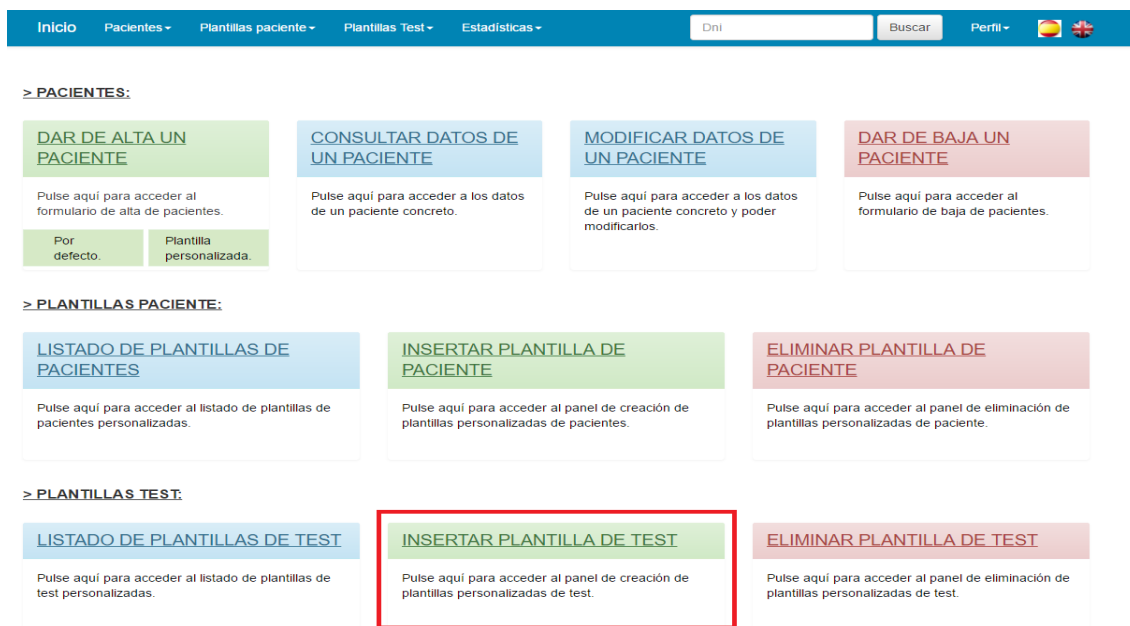 Inicio Pacientes Plantillas paciente Plantillas Test Estadísticas Dni Buscar Perfil
> PACIENTES:
DAR DE ALTA UN
PACIENTE
Pulse aquí para acceder al
formulario de alta de pacientes.
Por
defecto.
Plantilla
personalizada.
CONSULTAR DATOS DE
UN PACIENTE
Pulse aquí para acceder a los datos
de un paciente concreto.
MODIFICAR DATOS DE
UN PACIENTE
Pulse aquí para acceder a los datos
de un paciente concreto y poder
modificarlos.
DAR DE BAJA UN
PACIENTE
Pulse aquí para acceder al
formulario de baja de pacientes.
> PLANTILLAS PACIENTE:
LISTADO DE PLANTILLAS DE
PACIENTES
Pulse aquí para acceder al listado de plantillas de
pacientes personalizadas.
INSERTAR PLANTILLA DE
PACIENTE
Pulse aquí para acceder al panel de creación de
plantillas personalizadas de pacientes.
ELIMINAR PLANTILLA DE
PACIENTE
Pulse aquí para acceder al panel de eliminación de
plantillas personalizadas de paciente.
> PLANTILLAS TEST:
LISTADO DE PLANTILLAS DE TEST
Pulse aquí para acceder al listado de plantillas de
test personalizadas.
INSERTAR PLANTILLA DE TEST
Pulse aquí para acceder al panel de creación de
plantillas personalizadas de test.
ELIMINAR PLANTILLA DE TEST
Pulse aquí para acceder al panel de eliminación de
plantillas personalizadas de test.